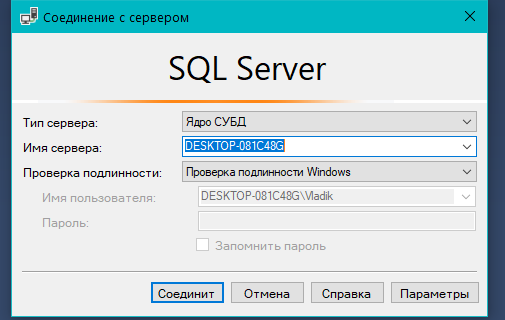 Соединение с сервером
SQL Server
Тип сервера: Ядро СУБД
Имя сервера: DESKTOP-081C48G
Проверка подлинности: Проверка подлинности Windows
Имя пользователя: DESKTOP-081C48G\Vladik
Пароль:
Запомнить пароль
Соединит Отмена Справка Параметры